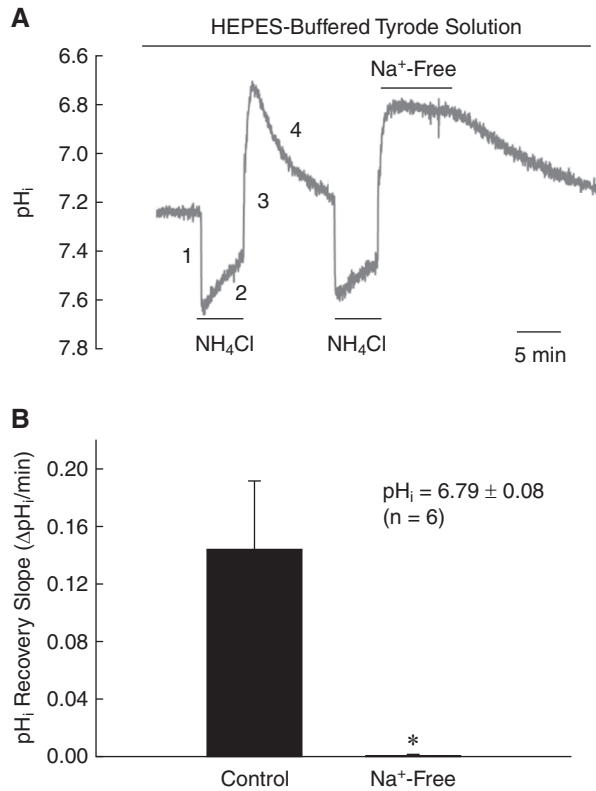 A
HEPES-Buffered Tyrode Solution
Na⁺-Free
6.6
6.8
7.0
7.2
7.4
7.6
7.8
pHᵢ
1
2
3
4
NH₄Cl
NH₄Cl
5 min
B
pHᵢ Recovery Slope (ΔpHᵢ/min)
0.20
0.16
0.12
0.08
0.04
0.00
pHᵢ = 6.79 ± 0.08
(n = 6)
*
Control
Na⁺-Free